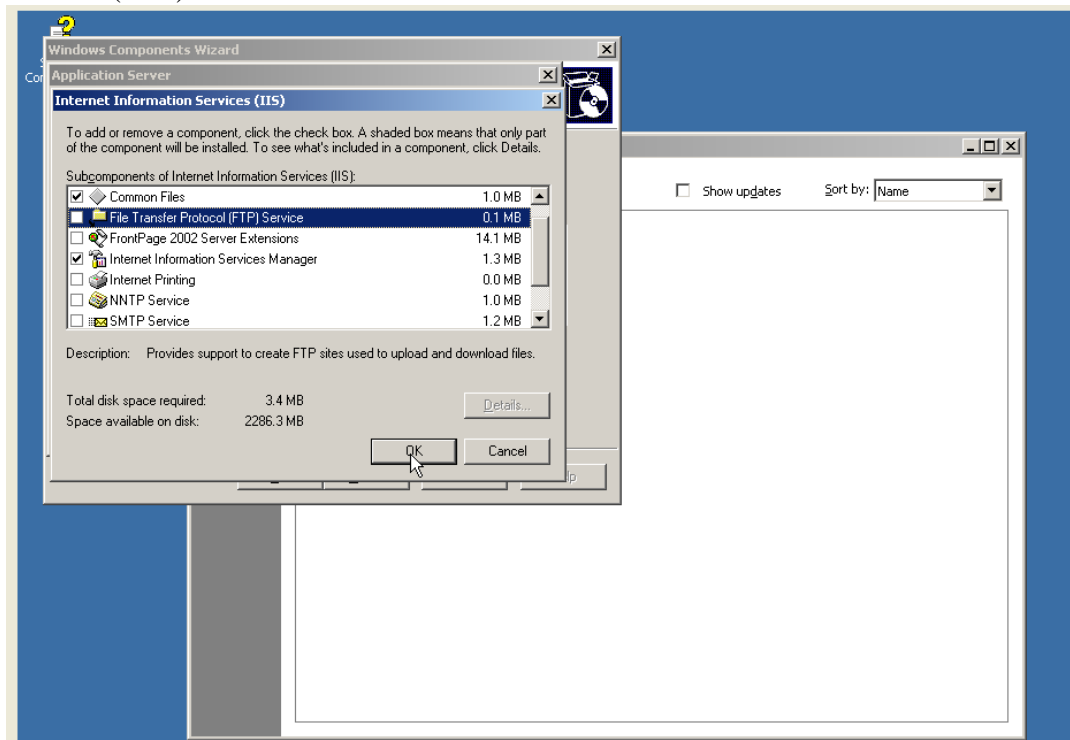 Windows Components Wizard
Application Server
Internet Information Services (IIS)
To add or remove a component, click the check box. A shaded box means that only part
of the component will be installed. To see what's included in a component, click Details.
Subcomponents of Internet Information Services (IIS):
Common Files 1.0 MB
File Transfer Protocol (FTP) Service 0.1 MB
FrontPage 2002 Server Extensions 14.1 MB
Internet Information Services Manager 1.3 MB
Internet Printing 0.0 MB
NNTP Service 1.0 MB
SMTP Service 1.2 MB
Description: Provides support to create FTP sites used to upload and download files.
Total disk space required: 3.4 MB
Space available on disk: 2286.3 MB
Details...
OK Cancel
Show updates Sort by: Name